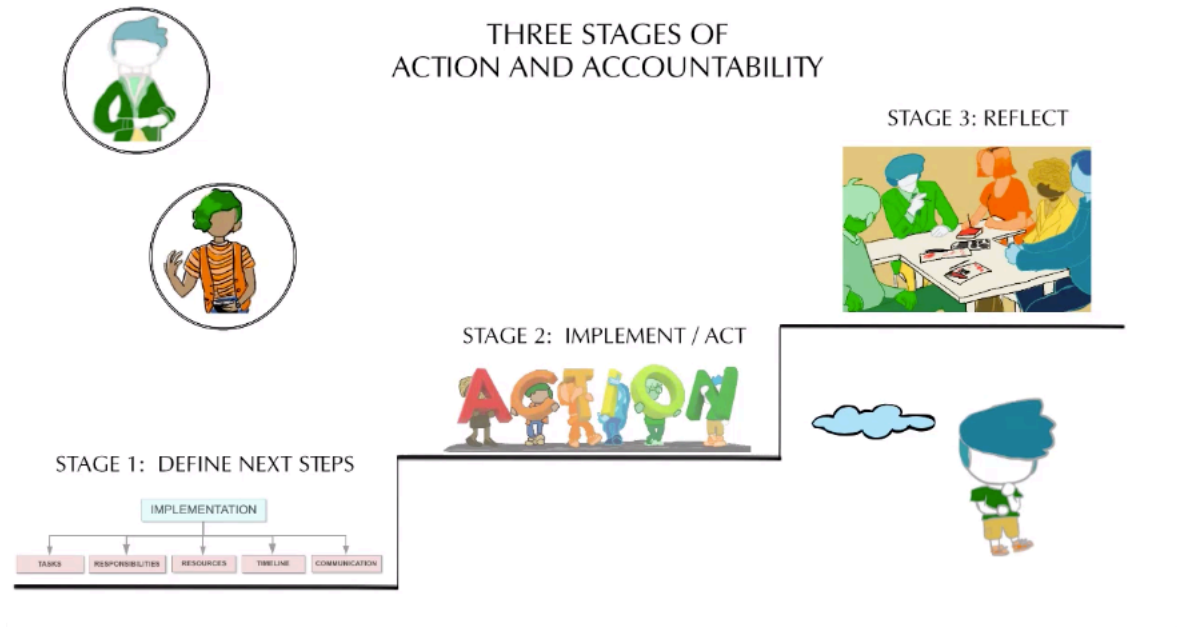 THREE STAGES OF
ACTION AND ACCOUNTABILITY
STAGE 3: REFLECT
STAGE 2: IMPLEMENT / ACT
ACTION
STAGE 1: DEFINE NEXT STEPS
IMPLEMENTATION
TASKS
RESPONSIBILITIES
RESOURCES
TIMELINE
COMMUNICATION